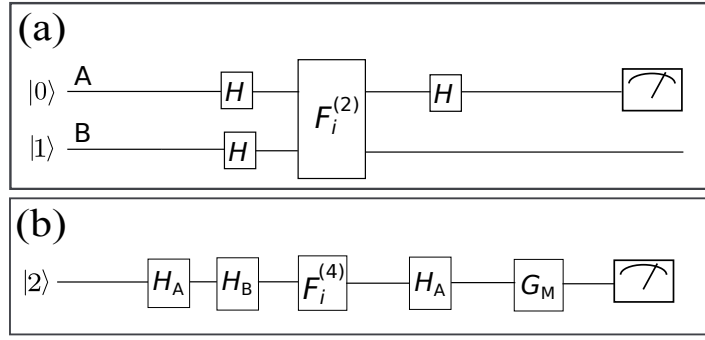 (a)
A
|0⟩ H F_i^{(2)} H
B
|1⟩ H
(b)
|2⟩ H_A H_B F_i^{(4)} H_A G_M